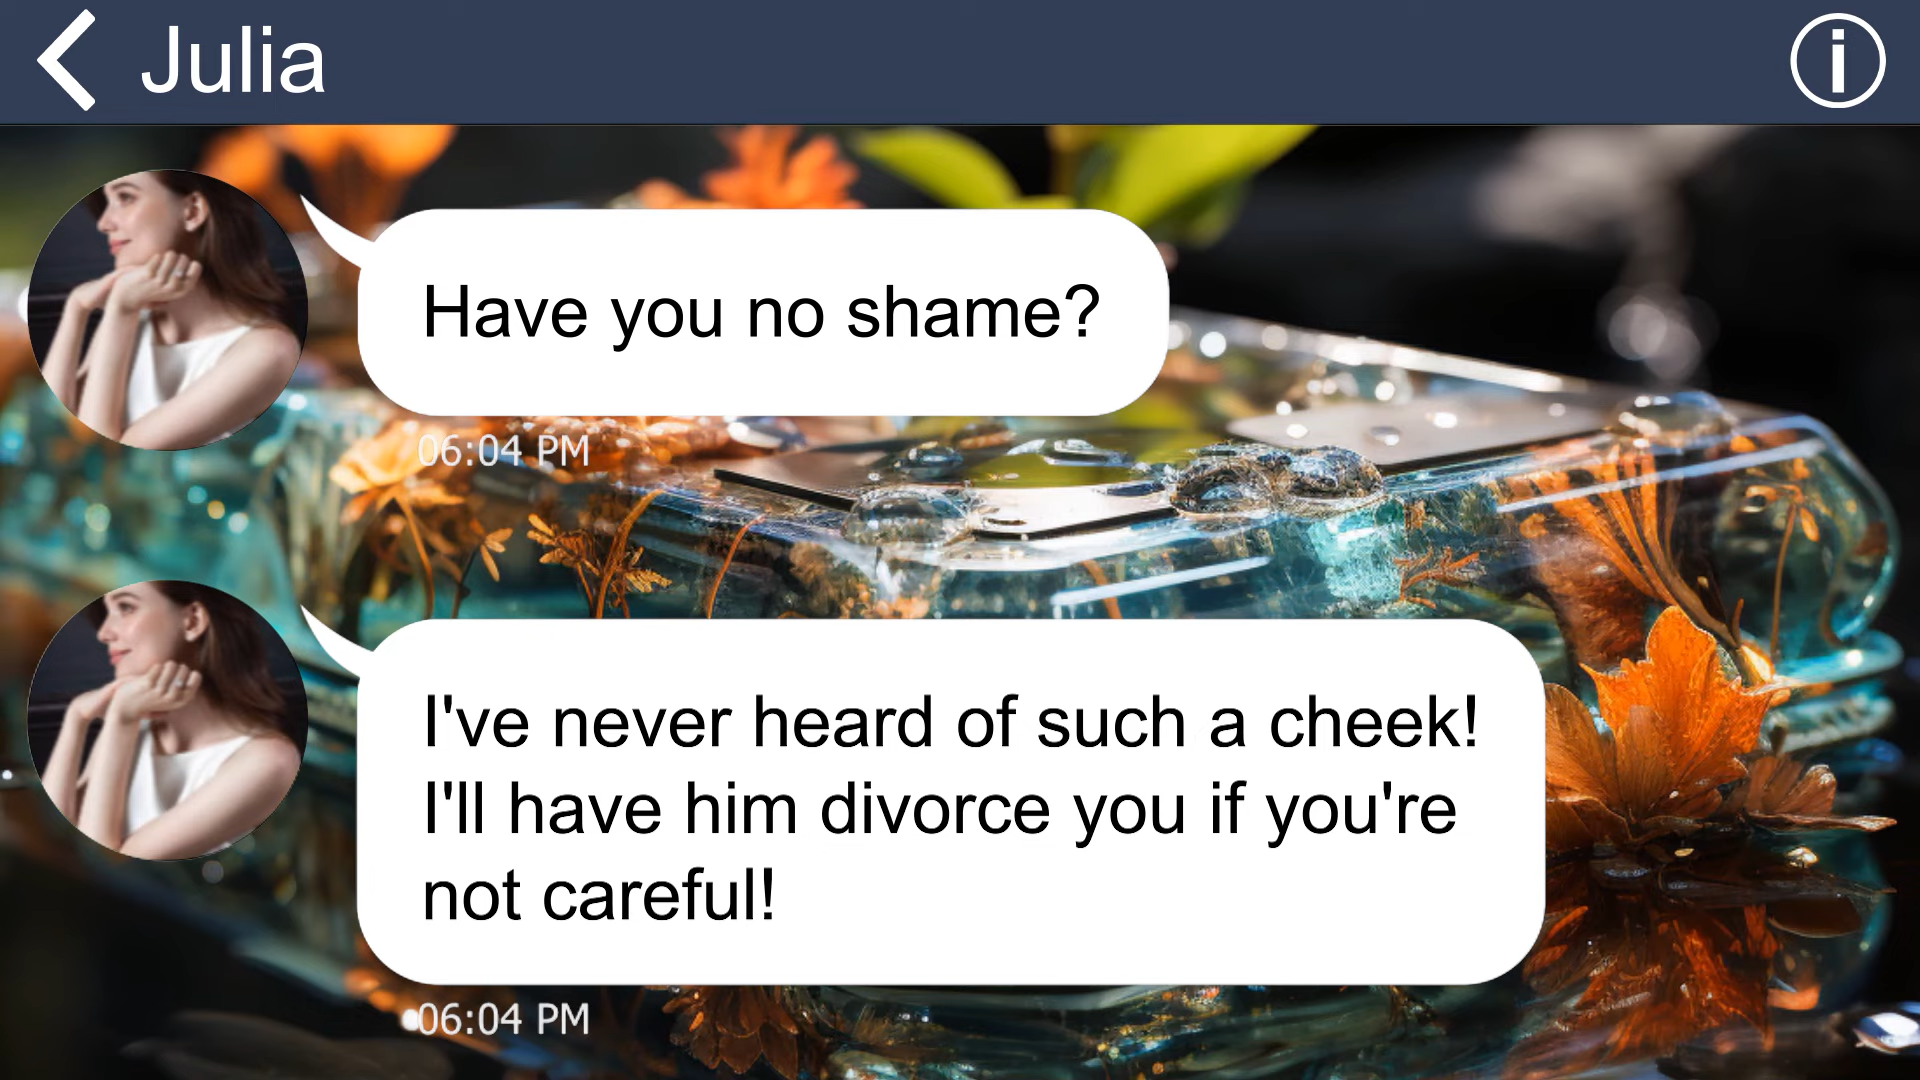 Julia
Have you no shame?
06:04 PM
I've never heard of such a cheek!
I'll have him divorce you if you're
not careful!
06:04 PM